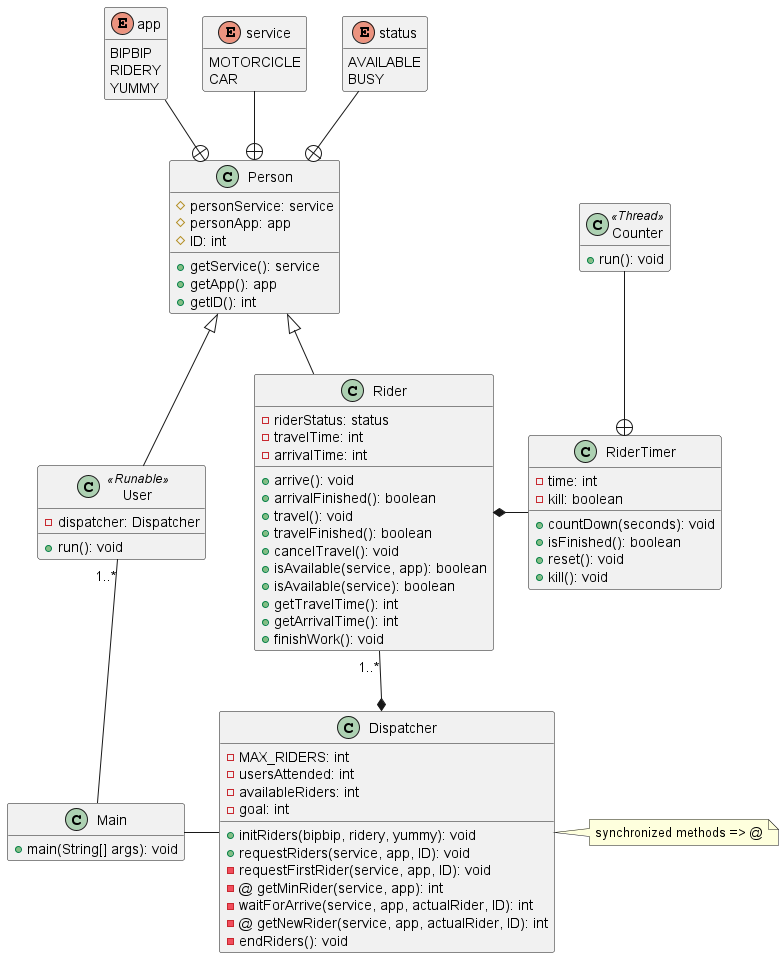 E app
BIPBIP
RIDERY
YUMMY
E service
MOTORCICLE
CAR
E status
AVAILABLE
BUSY
C Person
personService: service
personApp: app
ID: int
getService(): service
getApp(): app
getID(): int
C «Thread»
Counter
run(): void
C Rider
riderStatus: status
travelTime: int
arrivalTime: int
arrive(): void
arrivalFinished(): boolean
travel(): void
travelFinished(): boolean
cancelTravel(): void
isAvailable(service, app): boolean
isAvailable(service): boolean
getTravelTime(): int
getArrivalTime(): int
finishWork(): void
C RiderTimer
time: int
kill: boolean
countDown(seconds): void
isFinished(): boolean
reset(): void
kill(): void
C «Runable»
User
dispatcher: Dispatcher
run(): void
1..*
1..*
C Dispatcher
MAX_RIDERS: int
usersAttended: int
availableRiders: int
goal: int
initRiders(bipbip, ridery, yummy): void
requestRiders(service, app, ID): void
requestFirstRider(service, app, ID): void
@ getMinRider(service, app): int
waitForArrive(service, app, actualRider, ID): int
@ getNewRider(service, app, actualRider, ID): int
endRiders(): void
C Main
main(String[] args): void
synchronized methods => @